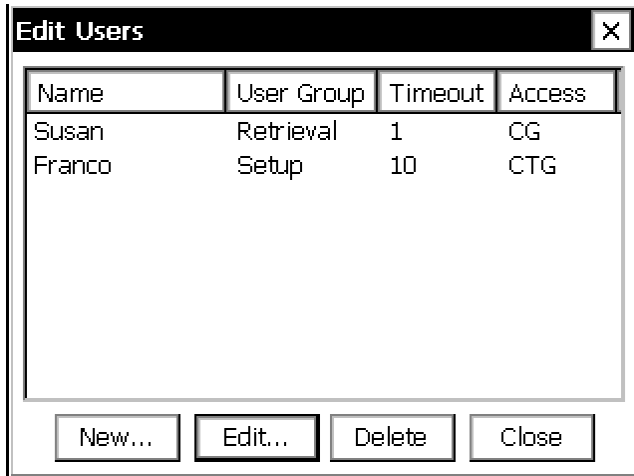 Edit Users
Name User Group Timeout Access
Susan Retrieval 1 CG
Franco Setup 10 CTG
New... Edit... Delete Close